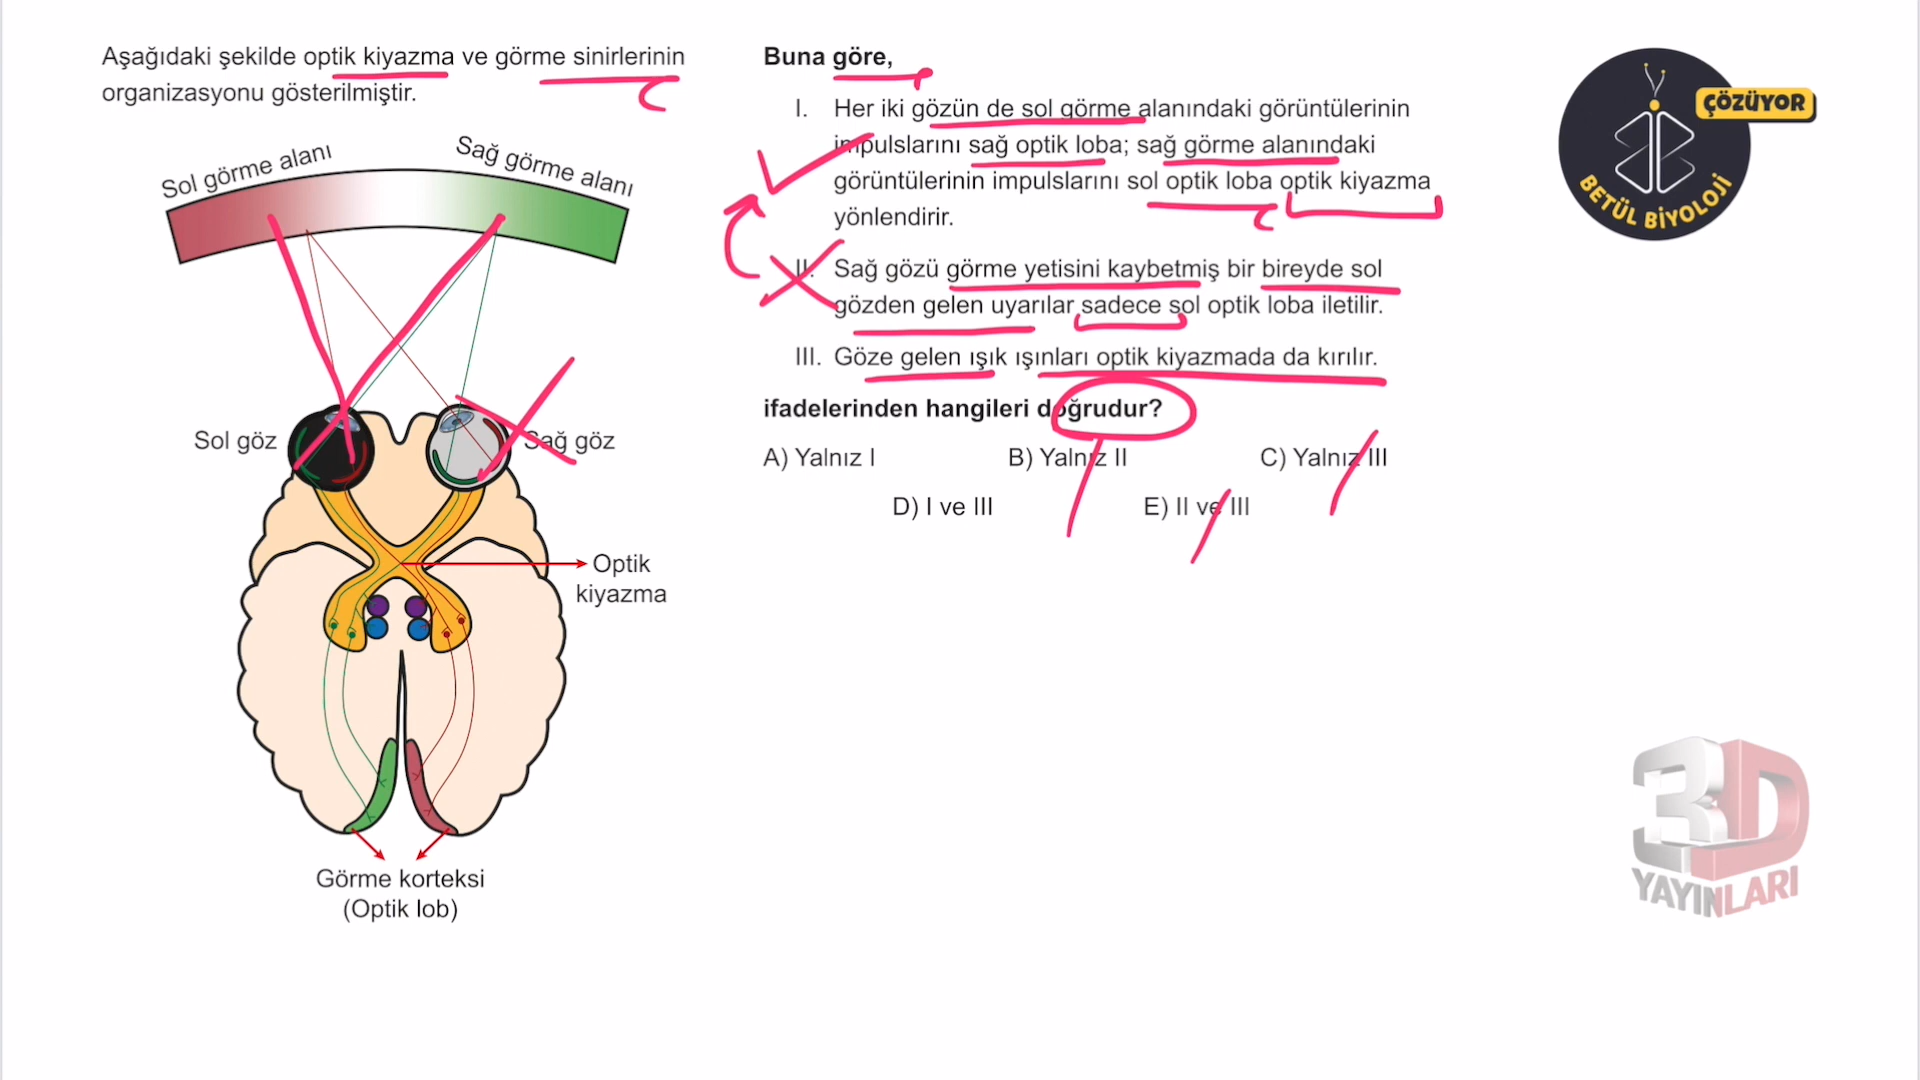 Aşağıdaki şekilde optik kiyazma ve görme sinirlerinin
organizasyonu gösterilmiştir.
Sol görme alanı
Sağ görme alanı
Sol göz
Sağ göz
Optik
kiyazma
Görme korteksi
(Optik lob)
Buna göre,
I. Her iki gözün de sol görme alanındaki görüntülerinin
impulslarını sağ optik loba; sağ görme alanındaki
görüntülerinin impulslarını sol optik loba optik kiyazma
yönlendirir.
II. Sağ gözü görme yetisini kaybetmiş bir bireyde sol
gözden gelen uyarılar sadece sol optik loba iletilir.
III. Göze gelen ışık ışınları optik kiyazmada da kırılır.
ifadelerinden hangileri doğrudur?
A) Yalnız I
B) Yalnız II
C) Yalnız III
D) I ve III
E) II ve III
ÇÖZÜYOR
BETÜL BİYOLOJİ
3D
YAYINLARI